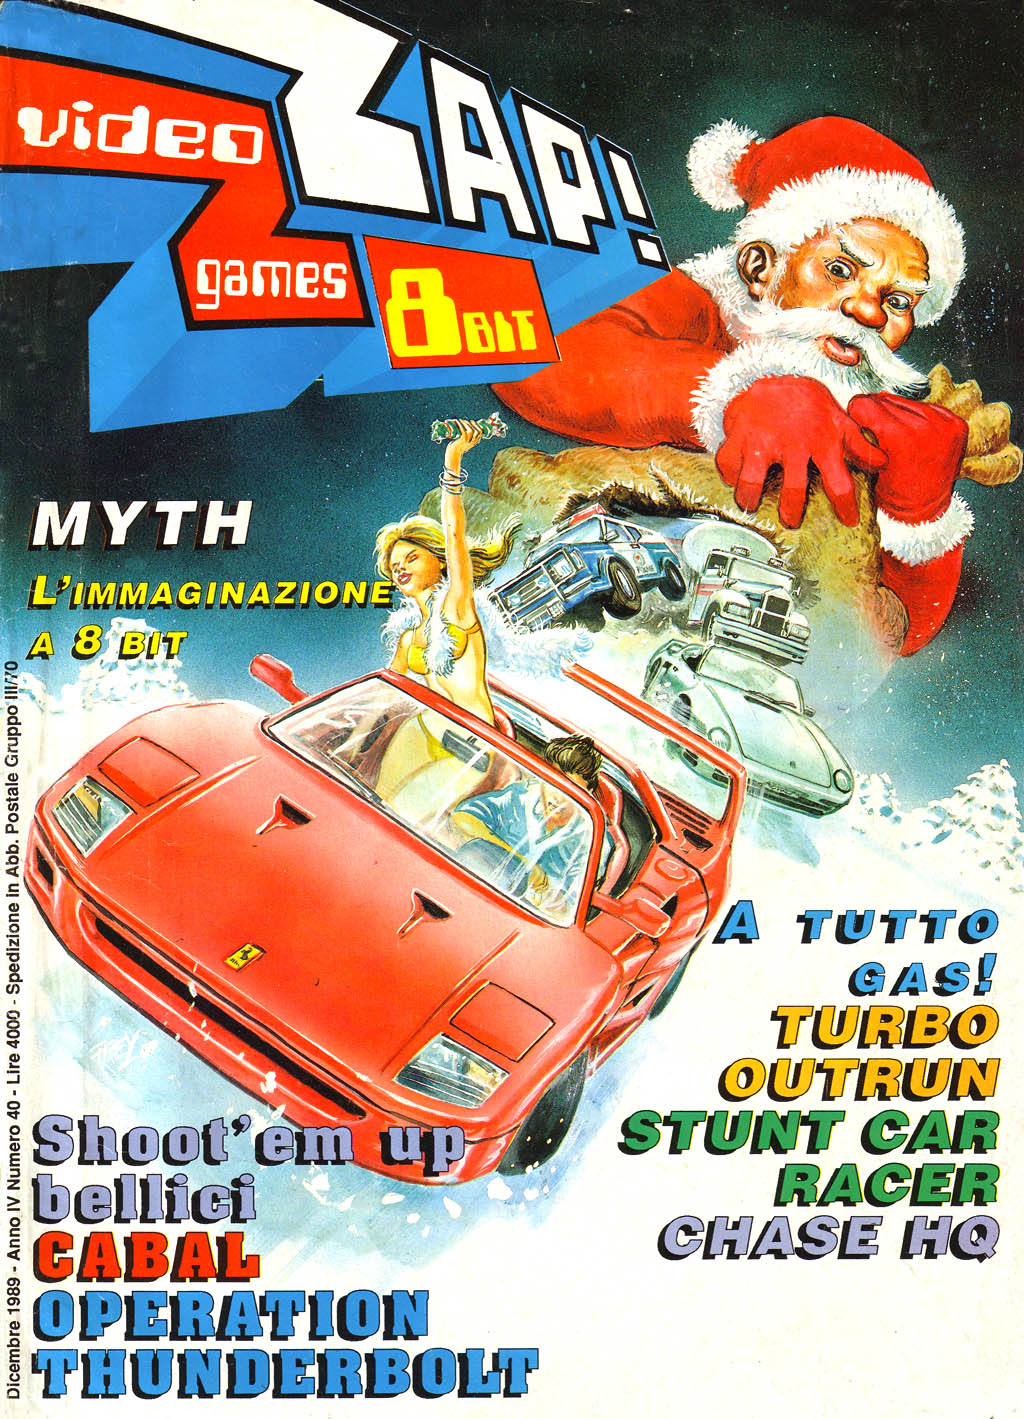 video
ZZAP!
games
8 BIT
MYTH
L'IMMAGINAZIONE
A 8 BIT
A TUTTO
GAS!
TURBO
OUTRUN
STUNT CAR
RACER
CHASE HQ
Shoot'em up
bellici
CABAL
OPERATION
THUNDERBOLT
Dicembre 1989 - Anno IV Numero 40 - Lire 4000 - Spedizione in Abb. Postale Gruppo III/70